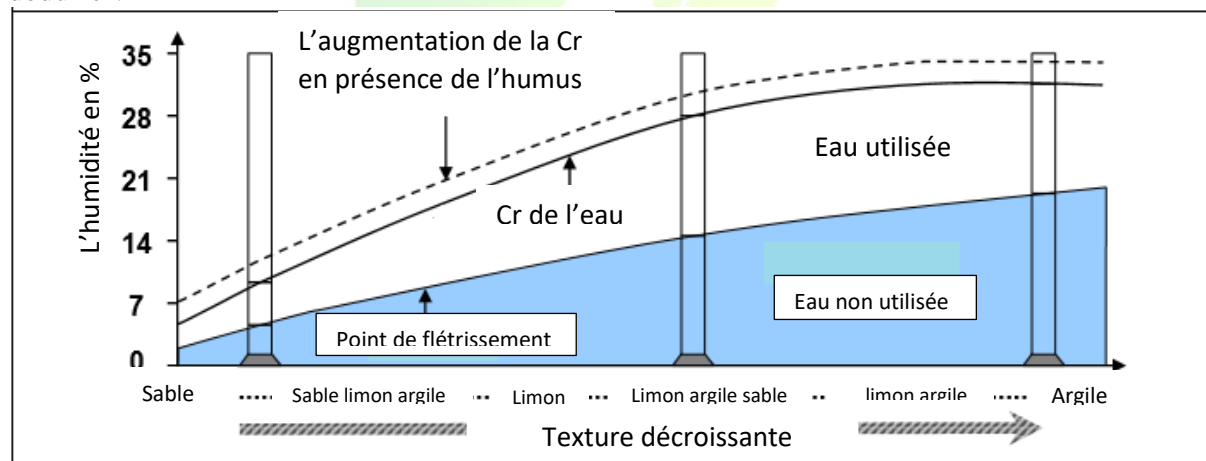 L’augmentation de la Cr
en présence de l’humus
L’humidité en %
35
28
21
14
7
0
Eau utilisée
Cr de l’eau
Eau non utilisée
Point de flétrissement
Sable Sable limon argile Limon Limon argile sable limon argile Argile
Texture décroissante